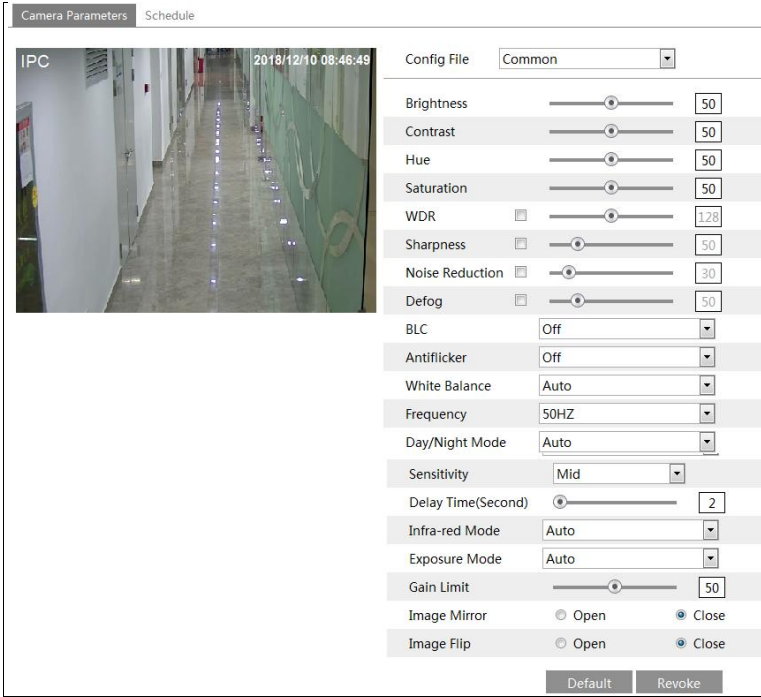 Camera Parameters Schedule
IPC 2018/12/10 08:46:49
Config File Common
Brightness 50
Contrast 50
Hue 50
Saturation 50
WDR 128
Sharpness 50
Noise Reduction 30
Defog 50
BLC Off
Antiflicker Off
White Balance Auto
Frequency 50HZ
Day/Night Mode Auto
Sensitivity Mid
Delay Time(Second) 2
Infra-red Mode Auto
Exposure Mode Auto
Gain Limit 50
Image Mirror Open Close
Image Flip Open Close
Default Revoke